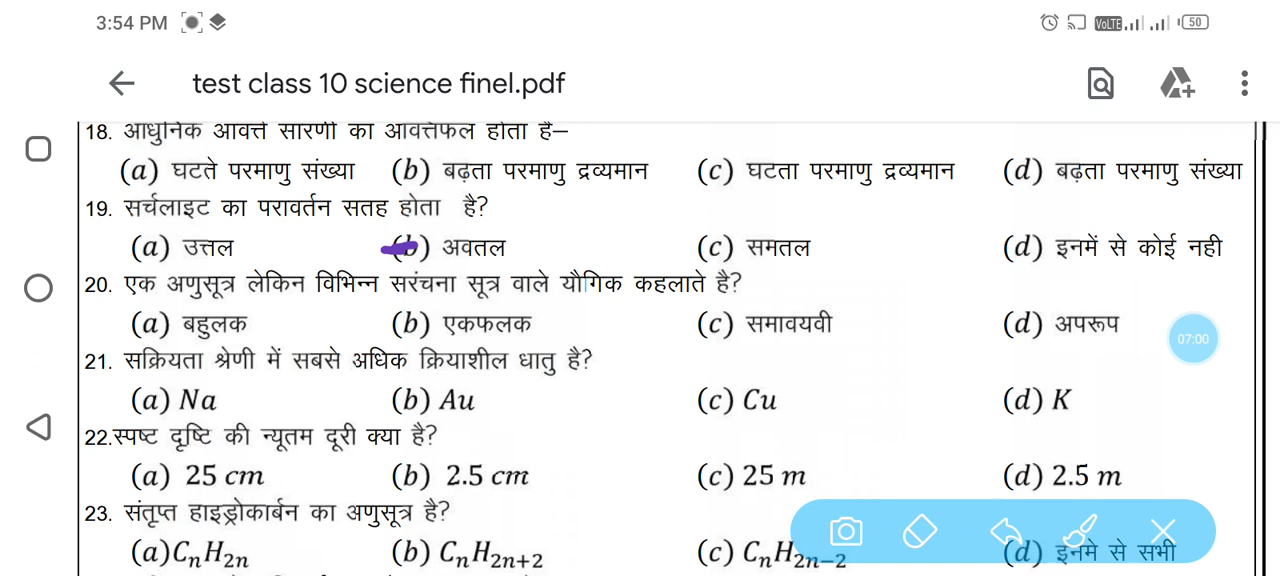 3:54 PM VoLTE 50
test class 10 science finel.pdf
18. आधुनिक आवर्त्त सारणी का आवर्त्तफल होता है—
(a) घटते परमाणु संख्या (b) बढ़ता परमाणु द्रव्यमान (c) घटता परमाणु द्रव्यमान (d) बढ़ता परमाणु संख्या
19. सर्चलाइट का परावर्तन सतह होता है?
(a) उत्तल (b) अवतल (c) समतल (d) इनमें से कोई नही
20. एक अणुसूत्र लेकिन विभिन्न सरंचना सूत्र वाले यौगिक कहलाते है?
(a) बहुलक (b) एकफलक (c) समावयवी (d) अपरूप
07:00
21. सक्रियता श्रेणी में सबसे अधिक क्रियाशील धातु है?
(a) Na (b) Au (c) Cu (d) K
22.स्पष्ट दृष्टि की न्यूतम दूरी क्या है?
(a) 25 cm (b) 2.5 cm (c) 25 m (d) 2.5 m
23. संतृप्त हाइड्रोकार्बन का अणुसूत्र है?
(a) CₙH₂ₙ (b) CₙH₂ₙ₊₂ (c) CₙH₂ₙ₋₂ (d) इनमे से सभी